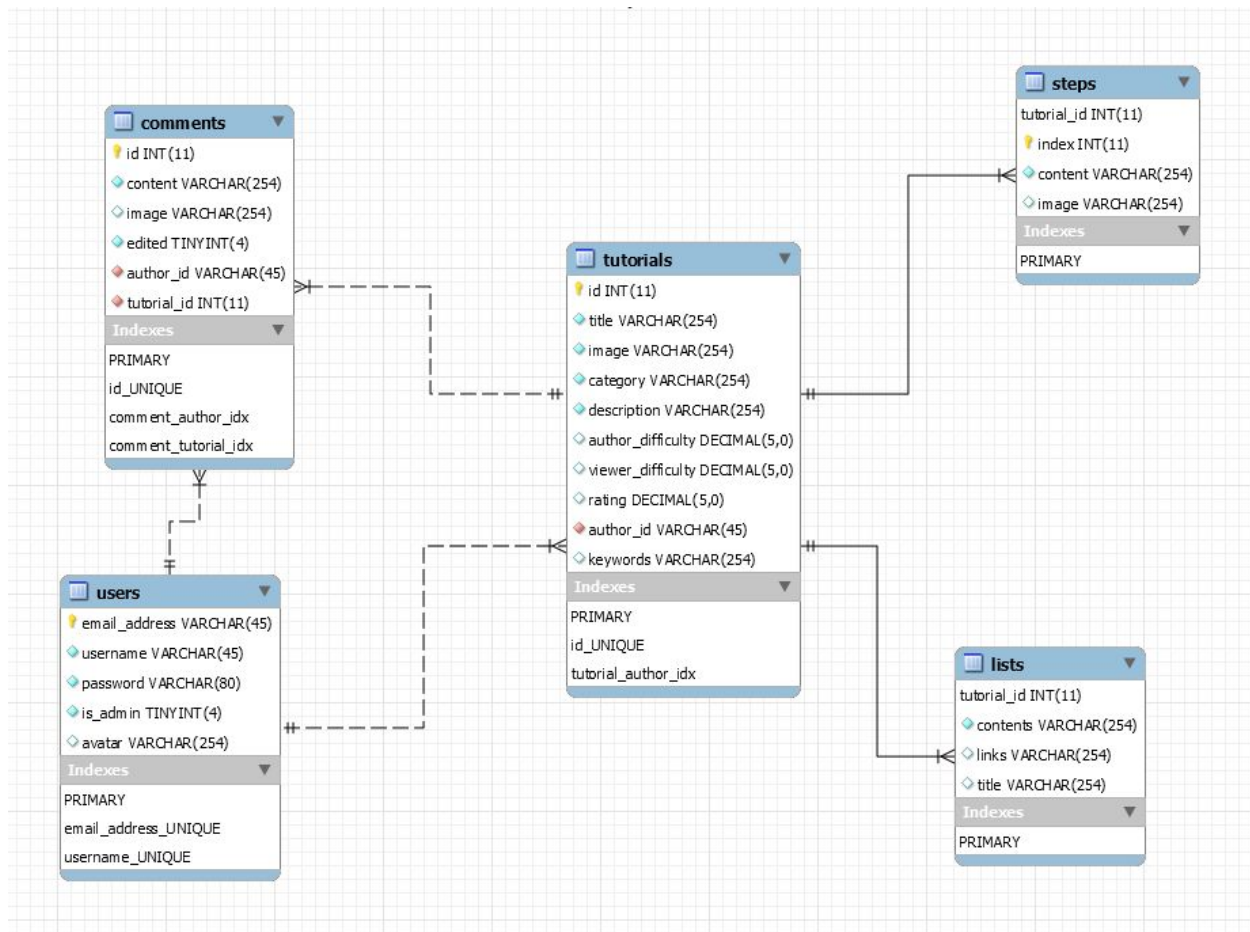 comments
id INT(11)
content VARCHAR(254)
image VARCHAR(254)
edited TINYINT(4)
author_id VARCHAR(45)
tutorial_id INT(11)
Indexes
PRIMARY
id_UNIQUE
comment_author_idx
comment_tutorial_idx
users
email_address VARCHAR(45)
username VARCHAR(45)
password VARCHAR(80)
is_admin TINYINT(4)
avatar VARCHAR(254)
Indexes
PRIMARY
email_address_UNIQUE
username_UNIQUE
tutorials
id INT(11)
title VARCHAR(254)
image VARCHAR(254)
category VARCHAR(254)
description VARCHAR(254)
author_difficulty DECIMAL(5,0)
viewer_difficulty DECIMAL(5,0)
rating DECIMAL(5,0)
author_id VARCHAR(45)
keywords VARCHAR(254)
Indexes
PRIMARY
id_UNIQUE
tutorial_author_idx
steps
tutorial_id INT(11)
index INT(11)
content VARCHAR(254)
image VARCHAR(254)
Indexes
PRIMARY
lists
tutorial_id INT(11)
contents VARCHAR(254)
links VARCHAR(254)
title VARCHAR(254)
Indexes
PRIMARY